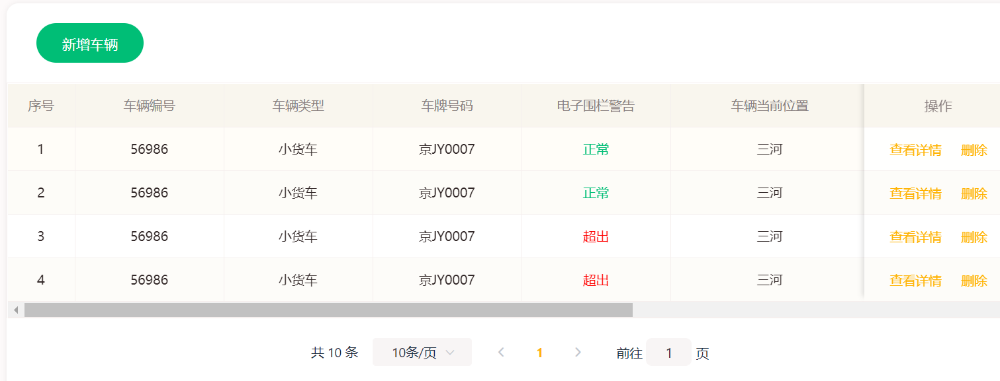 新增车辆
序号 车辆编号 车辆类型 车牌号码 电子围栏警告 车辆当前位置 操作
1 56986 小货车 京JY0007 正常 三河 查看详情 删除
2 56986 小货车 京JY0007 正常 三河 查看详情 删除
3 56986 小货车 京JY0007 超出 三河 查看详情 删除
4 56986 小货车 京JY0007 超出 三河 查看详情 删除
共 10 条 10条/页 1 前往 1 页